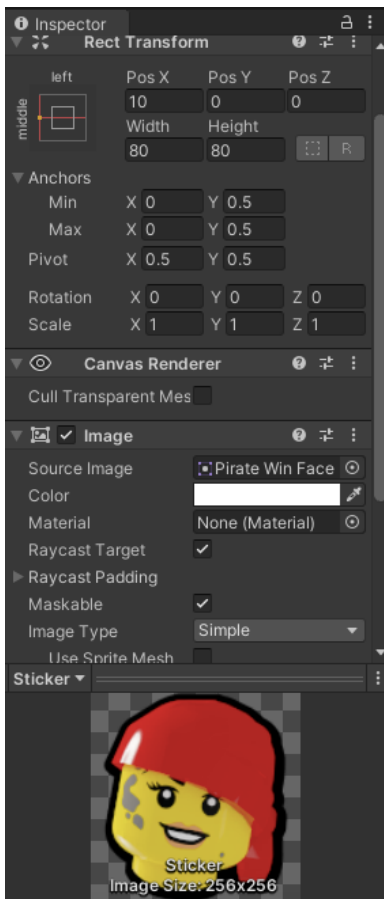 Inspector
Rect Transform
left
Pos X Pos Y Pos Z
middle
10 0 0
Width Height
80 80 R
Anchors
Min X 0 Y 0.5
Max X 0 Y 0.5
Pivot X 0.5 Y 0.5
Rotation X 0 Y 0 Z 0
Scale X 1 Y 1 Z 1
Canvas Renderer
Cull Transparent Mes
Image
Source Image Pirate Win Face
Color
Material None (Material)
Raycast Target
Raycast Padding
Maskable
Image Type Simple
Use Sprite Mesh
Sticker
Sticker
Image Size: 256x256